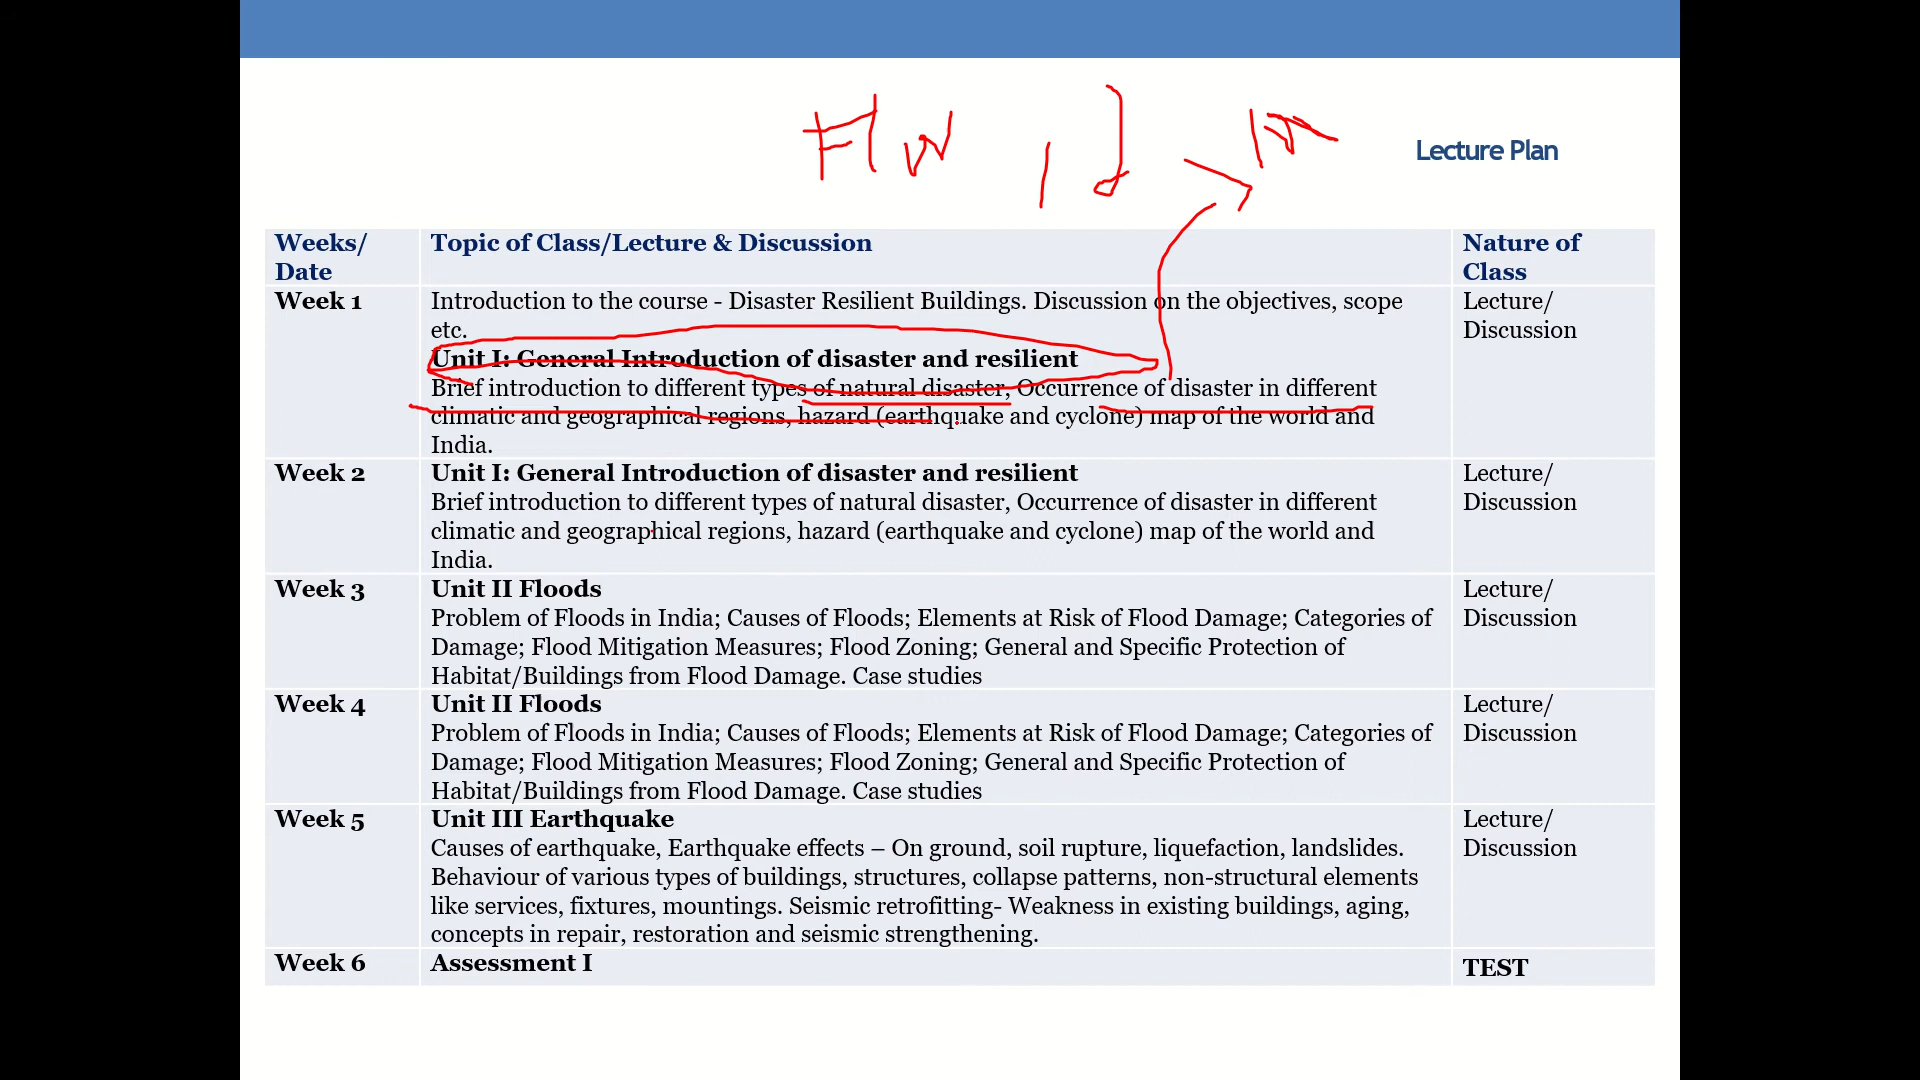 Lecture Plan
Weeks/ Topic of Class/Lecture & Discussion Nature of
Date Class
Week 1 Introduction to the course - Disaster Resilient Buildings. Discussion on the objectives, scope Lecture/
etc. Discussion
Unit I: General Introduction of disaster and resilient
Brief introduction to different types of natural disaster, Occurrence of disaster in different
climatic and geographical regions, hazard (earthquake and cyclone) map of the world and
India.
Week 2 Unit I: General Introduction of disaster and resilient Lecture/
Brief introduction to different types of natural disaster, Occurrence of disaster in different Discussion
climatic and geographical regions, hazard (earthquake and cyclone) map of the world and
India.
Week 3 Unit II Floods Lecture/
Problem of Floods in India; Causes of Floods; Elements at Risk of Flood Damage; Categories of Discussion
Damage; Flood Mitigation Measures; Flood Zoning; General and Specific Protection of
Habitat/Buildings from Flood Damage. Case studies
Week 4 Unit II Floods Lecture/
Problem of Floods in India; Causes of Floods; Elements at Risk of Flood Damage; Categories of Discussion
Damage; Flood Mitigation Measures; Flood Zoning; General and Specific Protection of
Habitat/Buildings from Flood Damage. Case studies
Week 5 Unit III Earthquake Lecture/
Causes of earthquake, Earthquake effects – On ground, soil rupture, liquefaction, landslides. Discussion
Behaviour of various types of buildings, structures, collapse patterns, non-structural elements
like services, fixtures, mountings. Seismic retrofitting- Weakness in existing buildings, aging,
concepts in repair, restoration and seismic strengthening.
Week 6 Assessment I TEST